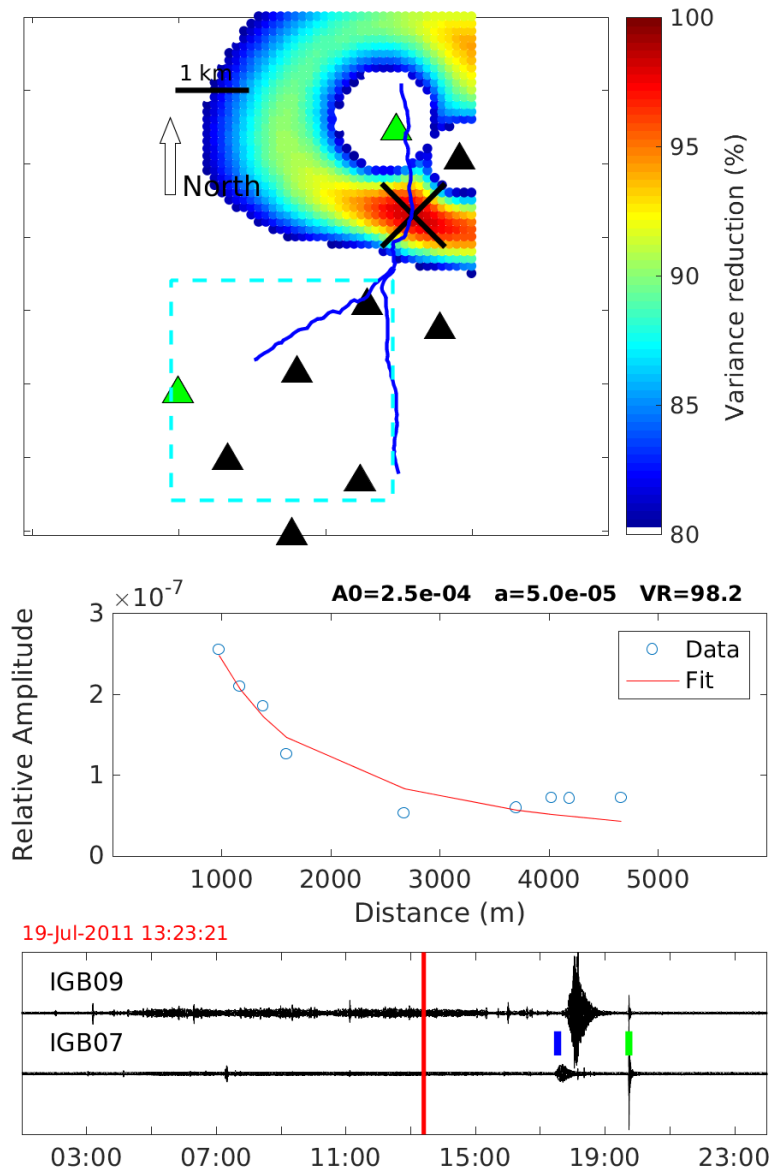 1 km
North
100
95
90
85
80
Variance reduction (%)
×10^-7
A0=2.5e-04 a=5.0e-05 VR=98.2
3
2
1
0
Relative Amplitude
Data
Fit
1000 2000 3000 4000 5000
Distance (m)
19-Jul-2011 13:23:21
IGB09
IGB07
03:00 07:00 11:00 15:00 19:00 23:00